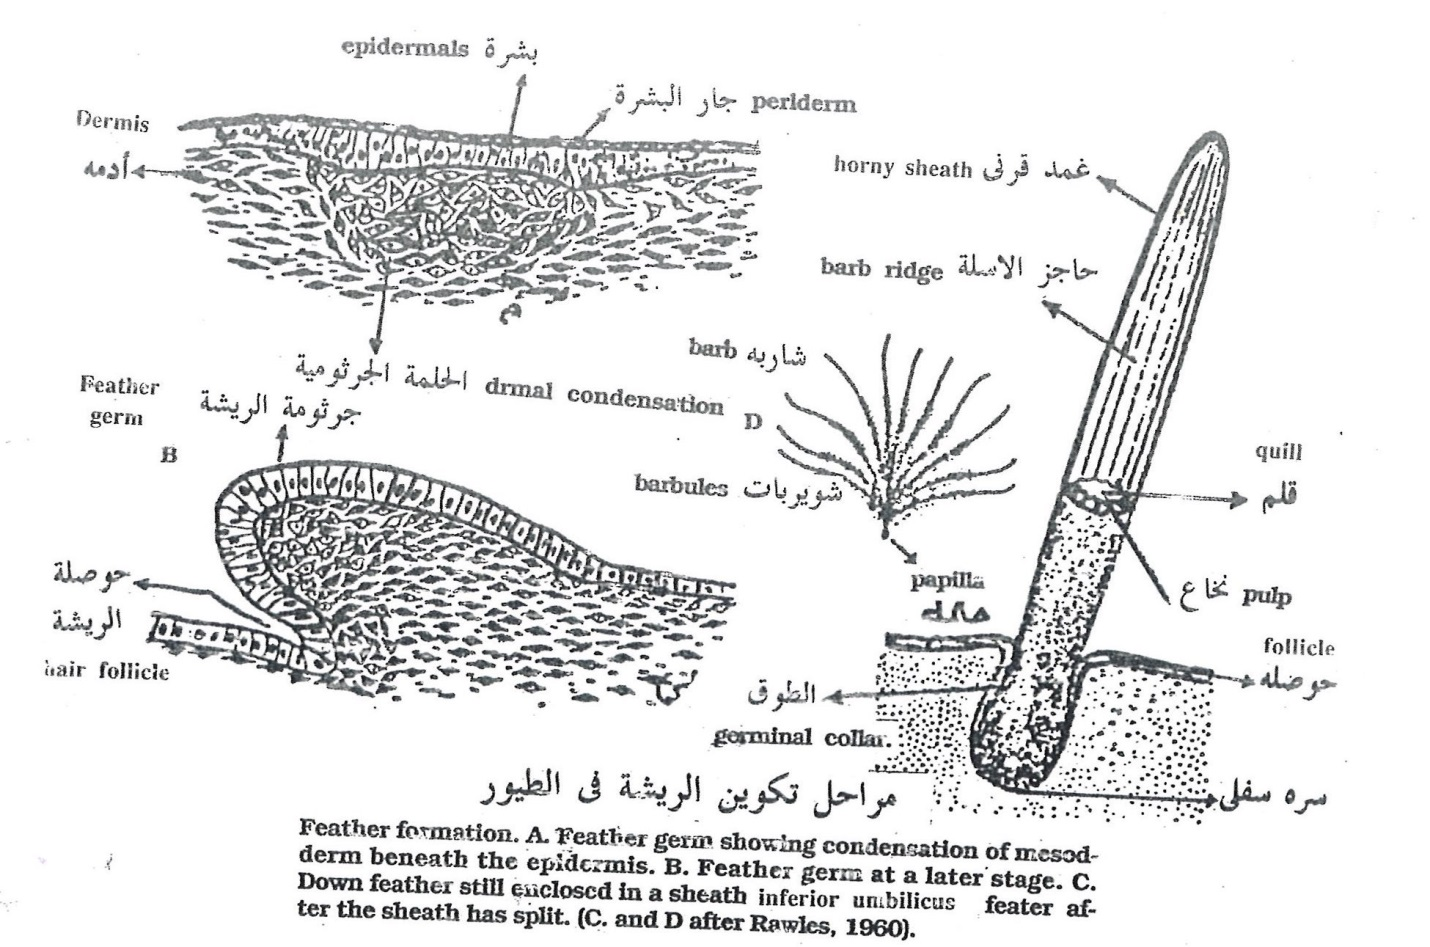 epidermals بشرة
جار البشرة periderm
Dermis
أدمه
الحلمة الجرثومية drmal condensation
Feather
germ
جرثومة الريشة
B
حوصلة
الريشة
hair follicle
horny sheath غمد قرنى
barb ridge حاجز الاسلة
barb شاربه
D
barbules شويربات
papilla
quill
قلم
نخاع pulp
follicle
حوصله
الطوق
germinal collar.
سره سفلى
مراحل تكوين الريشة فى الطيور
Feather formation. A. Feather germ showing condensation of mesod-
derm beneath the epidermis. B. Feather germ at a later stage. C.
Down feather still enclosed in a sheath inferior umbilicus feater af-
ter the sheath has split. (C. and D after Rawles, 1960).